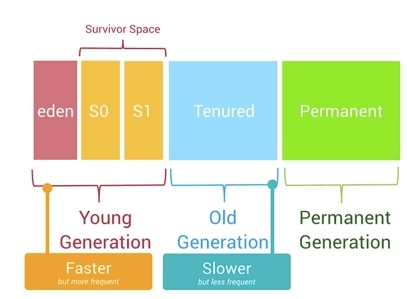 Survivor Space
eden
S0
S1
Tenured
Permanent
Young
Generation
Old
Generation
Permanent
Generation
Faster
but more frequent
Slower
but less frequent